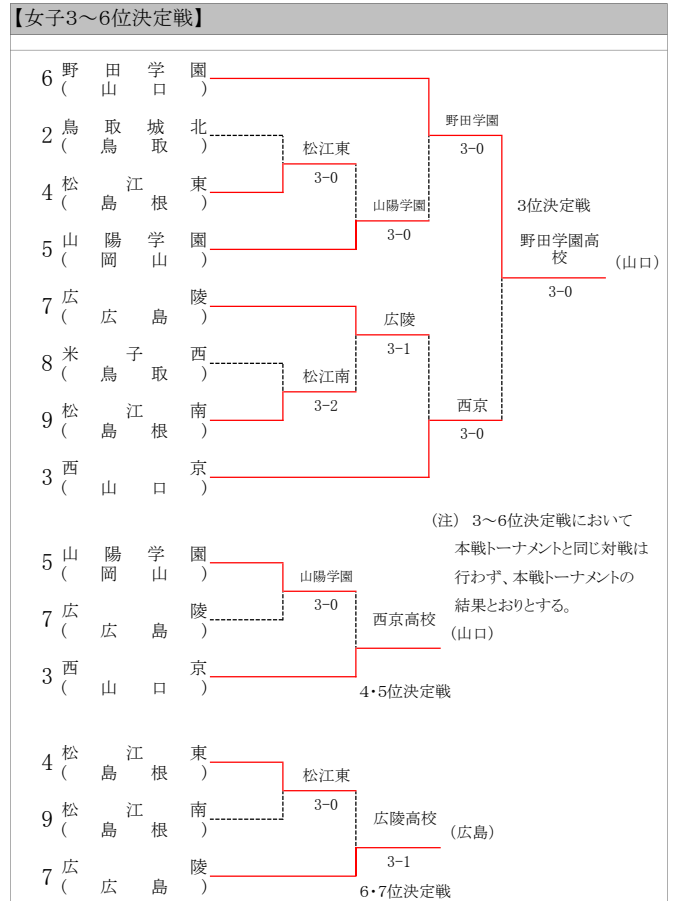 【女子3～6位決定戦】
6 野田学園
(山口)
野田学園
3-0
2 鳥取城北
(鳥取)
松江東
3-0
4 松江東
(島根)
山陽学園
3-0
3位決定戦
5 山陽学園
(岡山)
野田学園高校
(山口)
3-0
7 広陵
(広島)
広陵
3-1
8 米子西
(鳥取)
松江南
3-2
9 松江南
(島根)
西京
3-0
3 西京
(山口)
(注) 3～6位決定戦において
本戦トーナメントと同じ対戦は
行わず、本戦トーナメントの
結果とおりとする。
5 山陽学園
(岡山)
山陽学園
3-0
7 広陵
(広島)
西京高校
(山口)
3 西京
(山口)
4・5位決定戦
4 松江東
(島根)
松江東
3-0
9 松江南
(島根)
広陵高校
(広島)
3-1
7 広陵
(広島)
6・7位決定戦